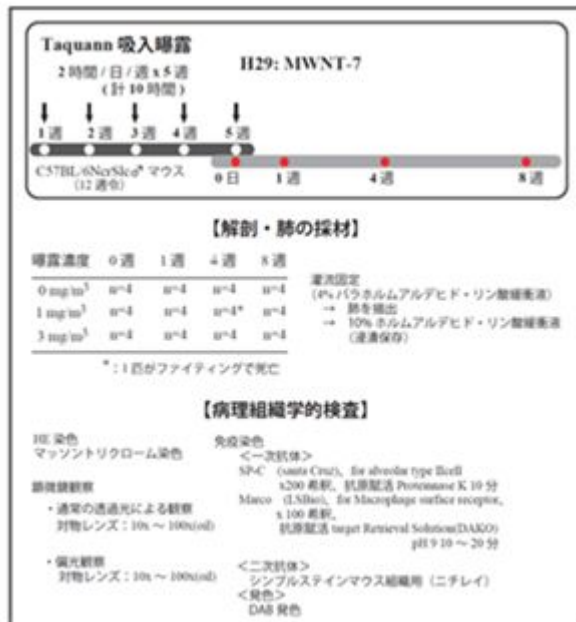 Taquann 吸入曝露
2 時間 / 日 / 週 x 5 週
( 計 10 時間 )
H29: MWNT-7
1 週 2 週 3 週 4 週 5 週
C57BL/6NcrSlc♂ マウス
(12 週令)
0 日 1 週 4 週 8 週
【解剖・肺の採材】
曝露濃度 0 週 1 週 4 週 8 週
0 mg/m3 n=4 n=4 n=4 n=4
1 mg/m3 n=4 n=4 n=4* n=4
3 mg/m3 n=4 n=4 n=4 n=4
*：1 匹がファイティングで死亡
灌流固定
(4% パラホルムアルデヒド・リン酸緩衝液)
→ 肺を摘出
→ 10% ホルムアルデヒド・リン酸緩衝液
(浸漬保存)
【病理組織学的検査】
HE 染色
マッソントリクローム染色
顕微鏡観察
・通常の透過光による観察
対物レンズ：10x ～ 100x(oil)
・偏光観察
対物レンズ：10x ～ 100x(oil)
免疫染色
＜一次抗体＞
SP-C (santa Cruz)、for alveolar type IIcell
x200 希釈、抗原賦活 Protennase K 10 分
Marco (LSBio)、for Macrophage surface receptor、
x 100 希釈、
抗原賦活 target Retrieval Solution(DAKO)
pH 9 10 ～ 20 分
＜二次抗体＞
シンプルステインマウス組織用（ニチレイ）
＜発色＞
DAB 発色